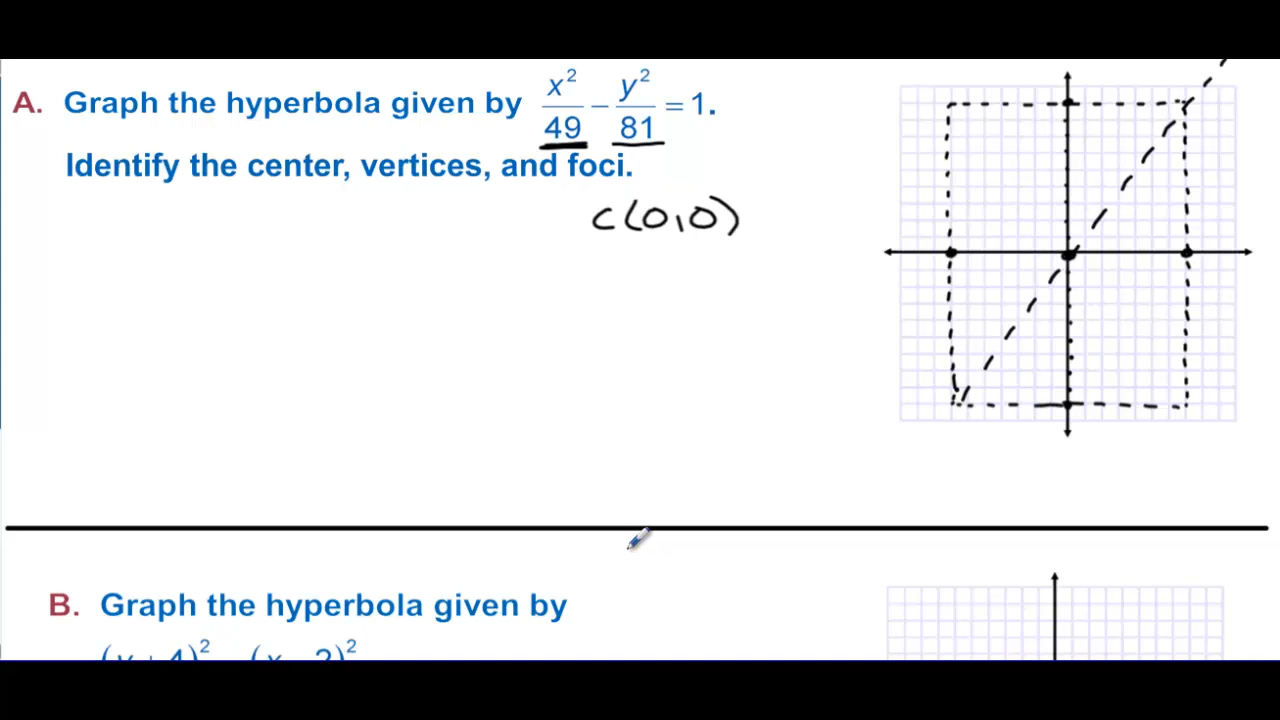 A. Graph the hyperbola given by x²/49 − y²/81 = 1.
Identify the center, vertices, and foci.
C(0,0)
B. Graph the hyperbola given by